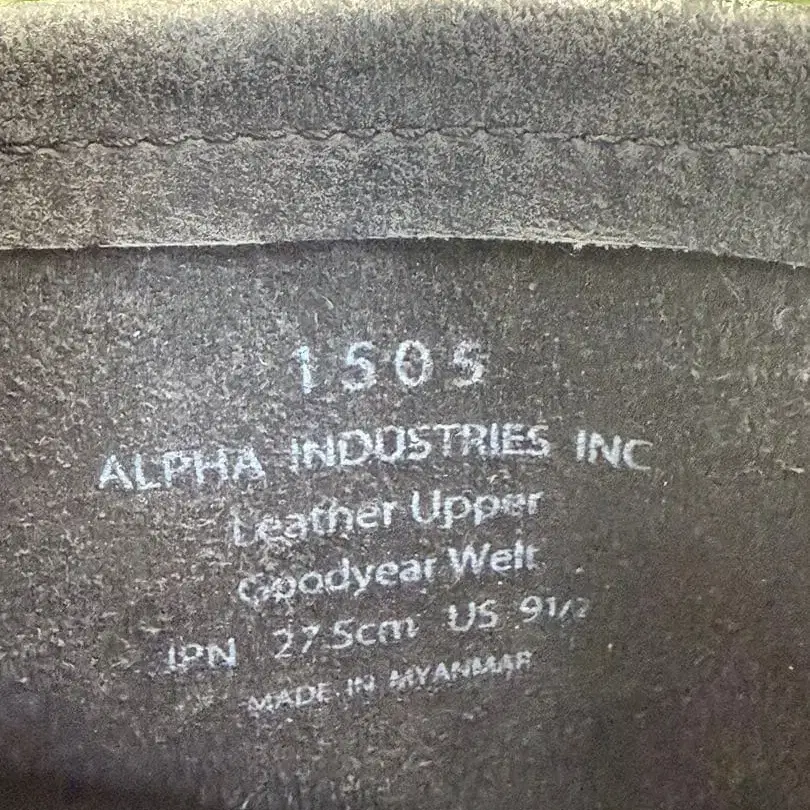 1505
ALPHA INDUSTRIES INC
Leather Upper
Goodyear Welt
JPN 27.5cm US 9 1/2
MADE IN MYANMAR